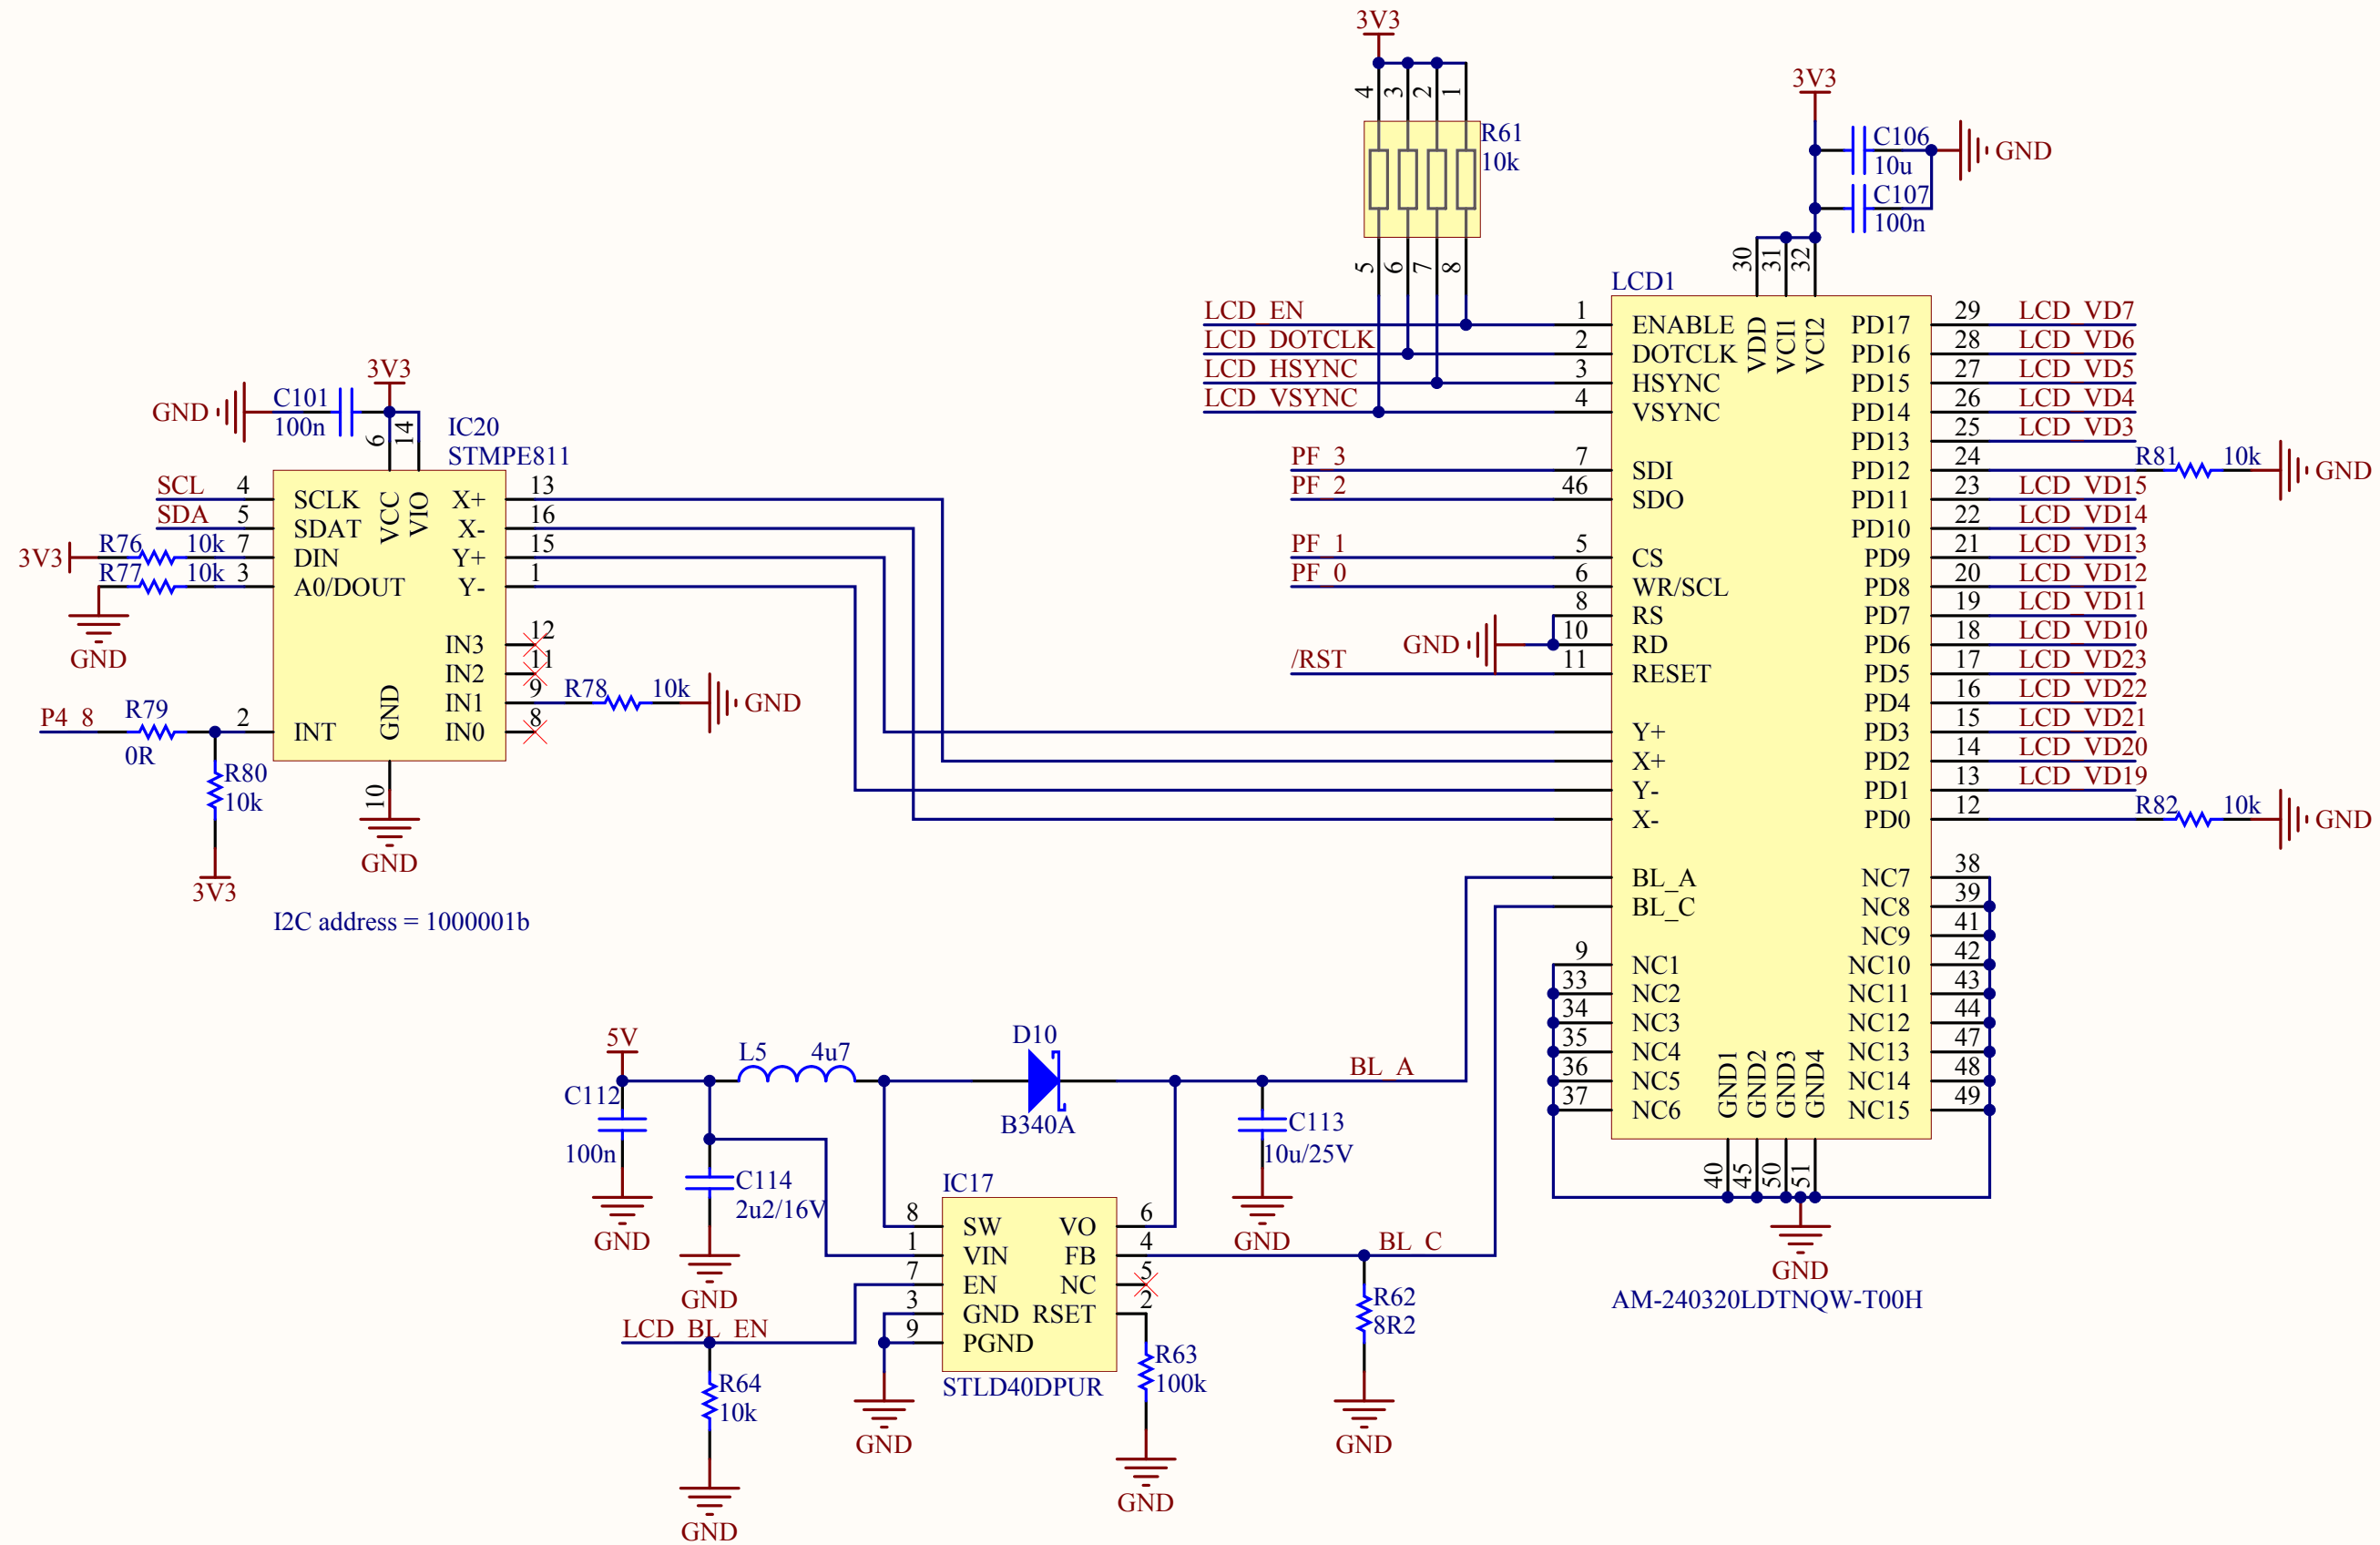 3V3
4
3
2
1
R61
10k
5
6
7
8
3V3
C106
10u
GND
C107
100n
30
31
32
LCD1
LCD_EN
1
ENABLE
LCD_DOTCLK
2
DOTCLK
LCD_HSYNC
3
HSYNC
LCD_VSYNC
4
VSYNC
VDD
VCI1
VCI2
PF_3
7
SDI
PF_2
46
SDO
PF_1
5
CS
PF_0
6
WR/SCL
8
RS
GND
10
RD
/RST
11
RESET
Y+
X+
Y-
X-
BL_A
BL_C
9
NC1
33
NC2
34
NC3
35
NC4
36
NC5
37
NC6
PD17
29
LCD_VD7
PD16
28
LCD_VD6
PD15
27
LCD_VD5
PD14
26
LCD_VD4
PD13
25
LCD_VD3
PD12
24
R81
10k
GND
PD11
23
LCD_VD15
PD10
22
LCD_VD14
PD9
21
LCD_VD13
PD8
20
LCD_VD12
PD7
19
LCD_VD11
PD6
18
LCD_VD10
PD5
17
LCD_VD23
PD4
16
LCD_VD22
PD3
15
LCD_VD21
PD2
14
LCD_VD20
PD1
13
LCD_VD19
PD0
12
R82
10k
GND
NC7
38
NC8
39
NC9
41
NC10
42
NC11
43
NC12
44
NC13
47
NC14
48
NC15
49
GND1
GND2
GND3
GND4
40
45
50
51
GND
AM-240320LDTNQW-T00H
3V3
GND
C101
100n
6
14
IC20
STMPE811
SCL
4
SCLK
SDA
5
SDAT
3V3
R76
10k
7
DIN
R77
10k
3
A0/DOUT
GND
VCC
VIO
X+
13
X-
16
Y+
15
Y-
1
IN3
12
IN2
11
IN1
9
R78
10k
GND
IN0
8
P4_8
R79
0R
2
INT
GND
R80
10k
3V3
10
GND
I2C address = 1000001b
5V
C112
100n
GND
L5
4u7
D10
B340A
BL_A
C113
10u/25V
GND
C114
2u2/16V
GND
IC17
8
SW
1
VIN
7
EN
3
GND
9
PGND
VO
6
FB
4
NC
5
RSET
2
STLD40DPUR
BL_C
R62
8R2
GND
R63
100k
GND
LCD_BL_EN
R64
10k
GND
GND